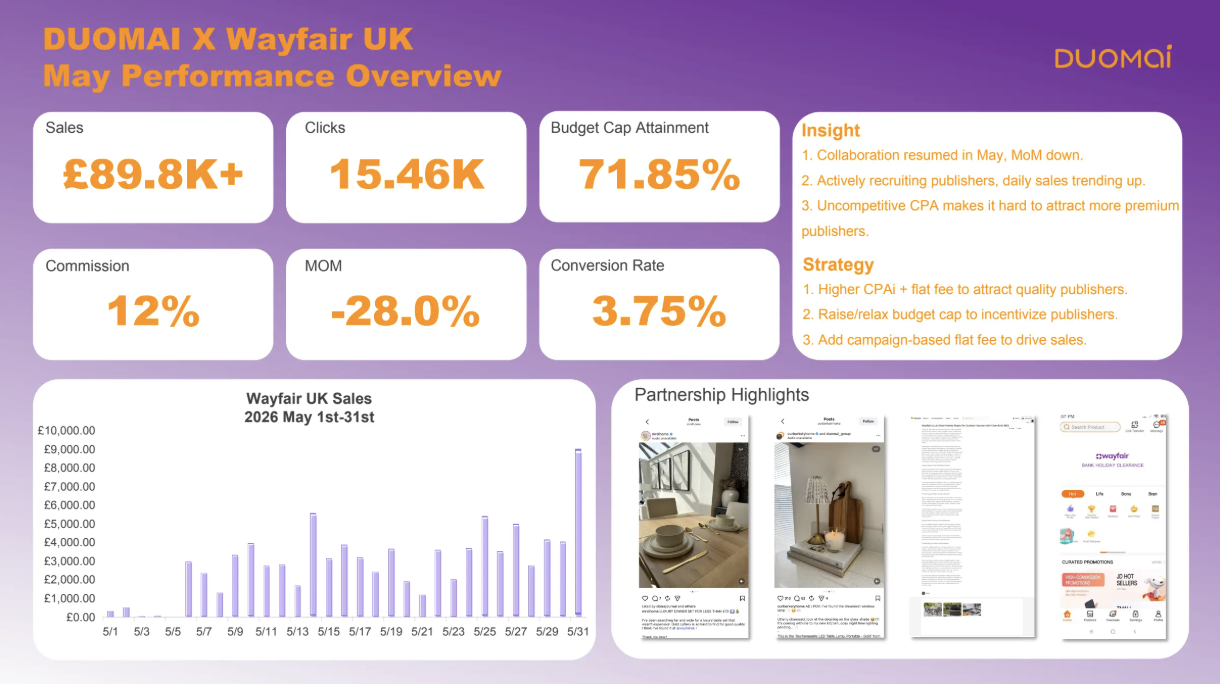 DUOMAI X Wayfair UK
May Performance Overview
DUOMAI
Sales
£89.8K+
Clicks
15.46K
Budget Cap Attainment
71.85%
Commission
12%
MOM
-28.0%
Conversion Rate
3.75%
Insight
1. Collaboration resumed in May, MoM down.
2. Actively recruiting publishers, daily sales trending up.
3. Uncompetitive CPA makes it hard to attract more premium
publishers.
Strategy
1. Higher CPAi + flat fee to attract quality publishers.
2. Raise/relax budget cap to incentivize publishers.
3. Add campaign-based flat fee to drive sales.
Wayfair UK Sales
2026 May 1st-31st
£10,000.00
£9,000.00
£8,000.00
£7,000.00
£6,000.00
£5,000.00
£4,000.00
£3,000.00
£2,000.00
£1,000.00
£0.00
5/1 5/3 5/5 5/7 5/9 5/11 5/13 5/15 5/17 5/19 5/21 5/23 5/25 5/27 5/29 5/31
Partnership Highlights
Posts
Follow
Posts
Follow
Search Product...
wayfair
BANK HOLIDAY CLEARANCE
Hot
Life
CURATED PROMOTIONS
HIGH-COMMISSION
PROMOTIONS
JD HOT
SELLERS